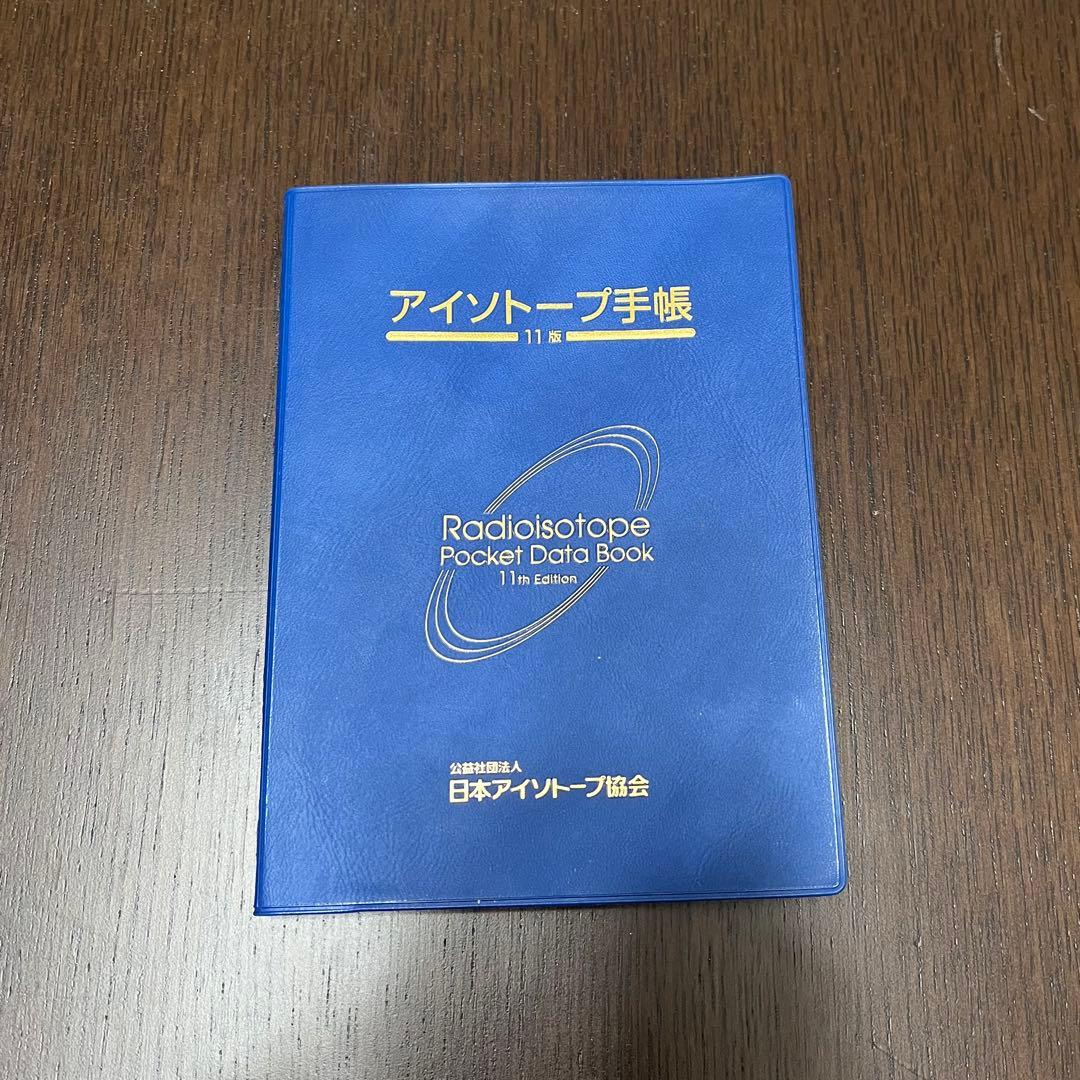 アイソトープ手帳
11版
Radioisotope
Pocket Data Book
11th Edition
公益社団法人
日本アイソトープ協会